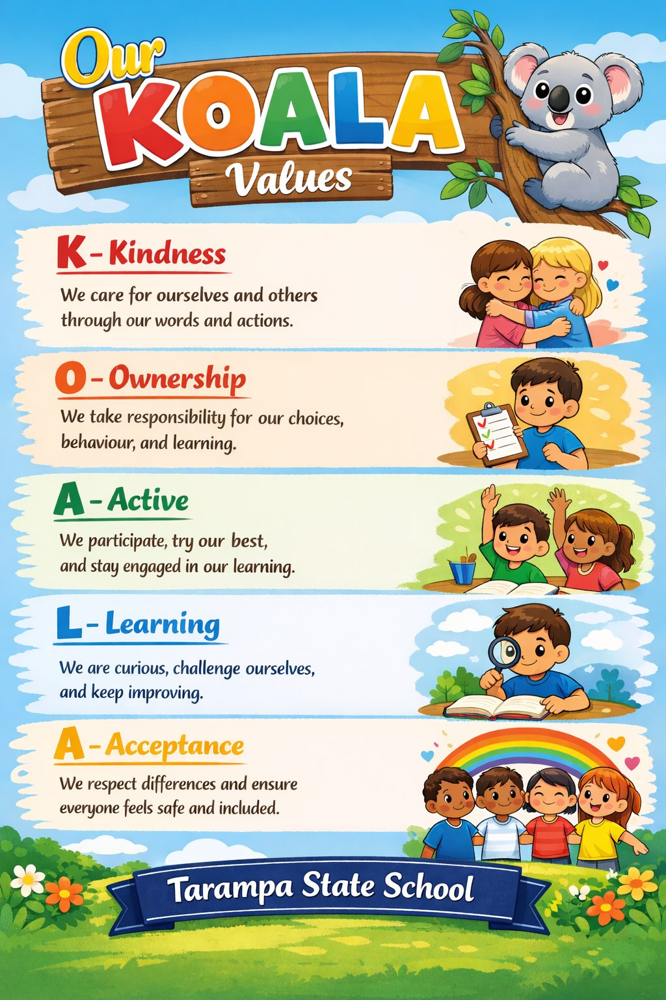 Our
KOALA
Values
K - Kindness
We care for ourselves and others
through our words and actions.
O - Ownership
We take responsibility for our choices,
behaviour, and learning.
A - Active
We participate, try our best,
and stay engaged in our learning.
L - Learning
We are curious, challenge ourselves,
and keep improving.
A - Acceptance
We respect differences and ensure
everyone feels safe and included.
Tarampa State School